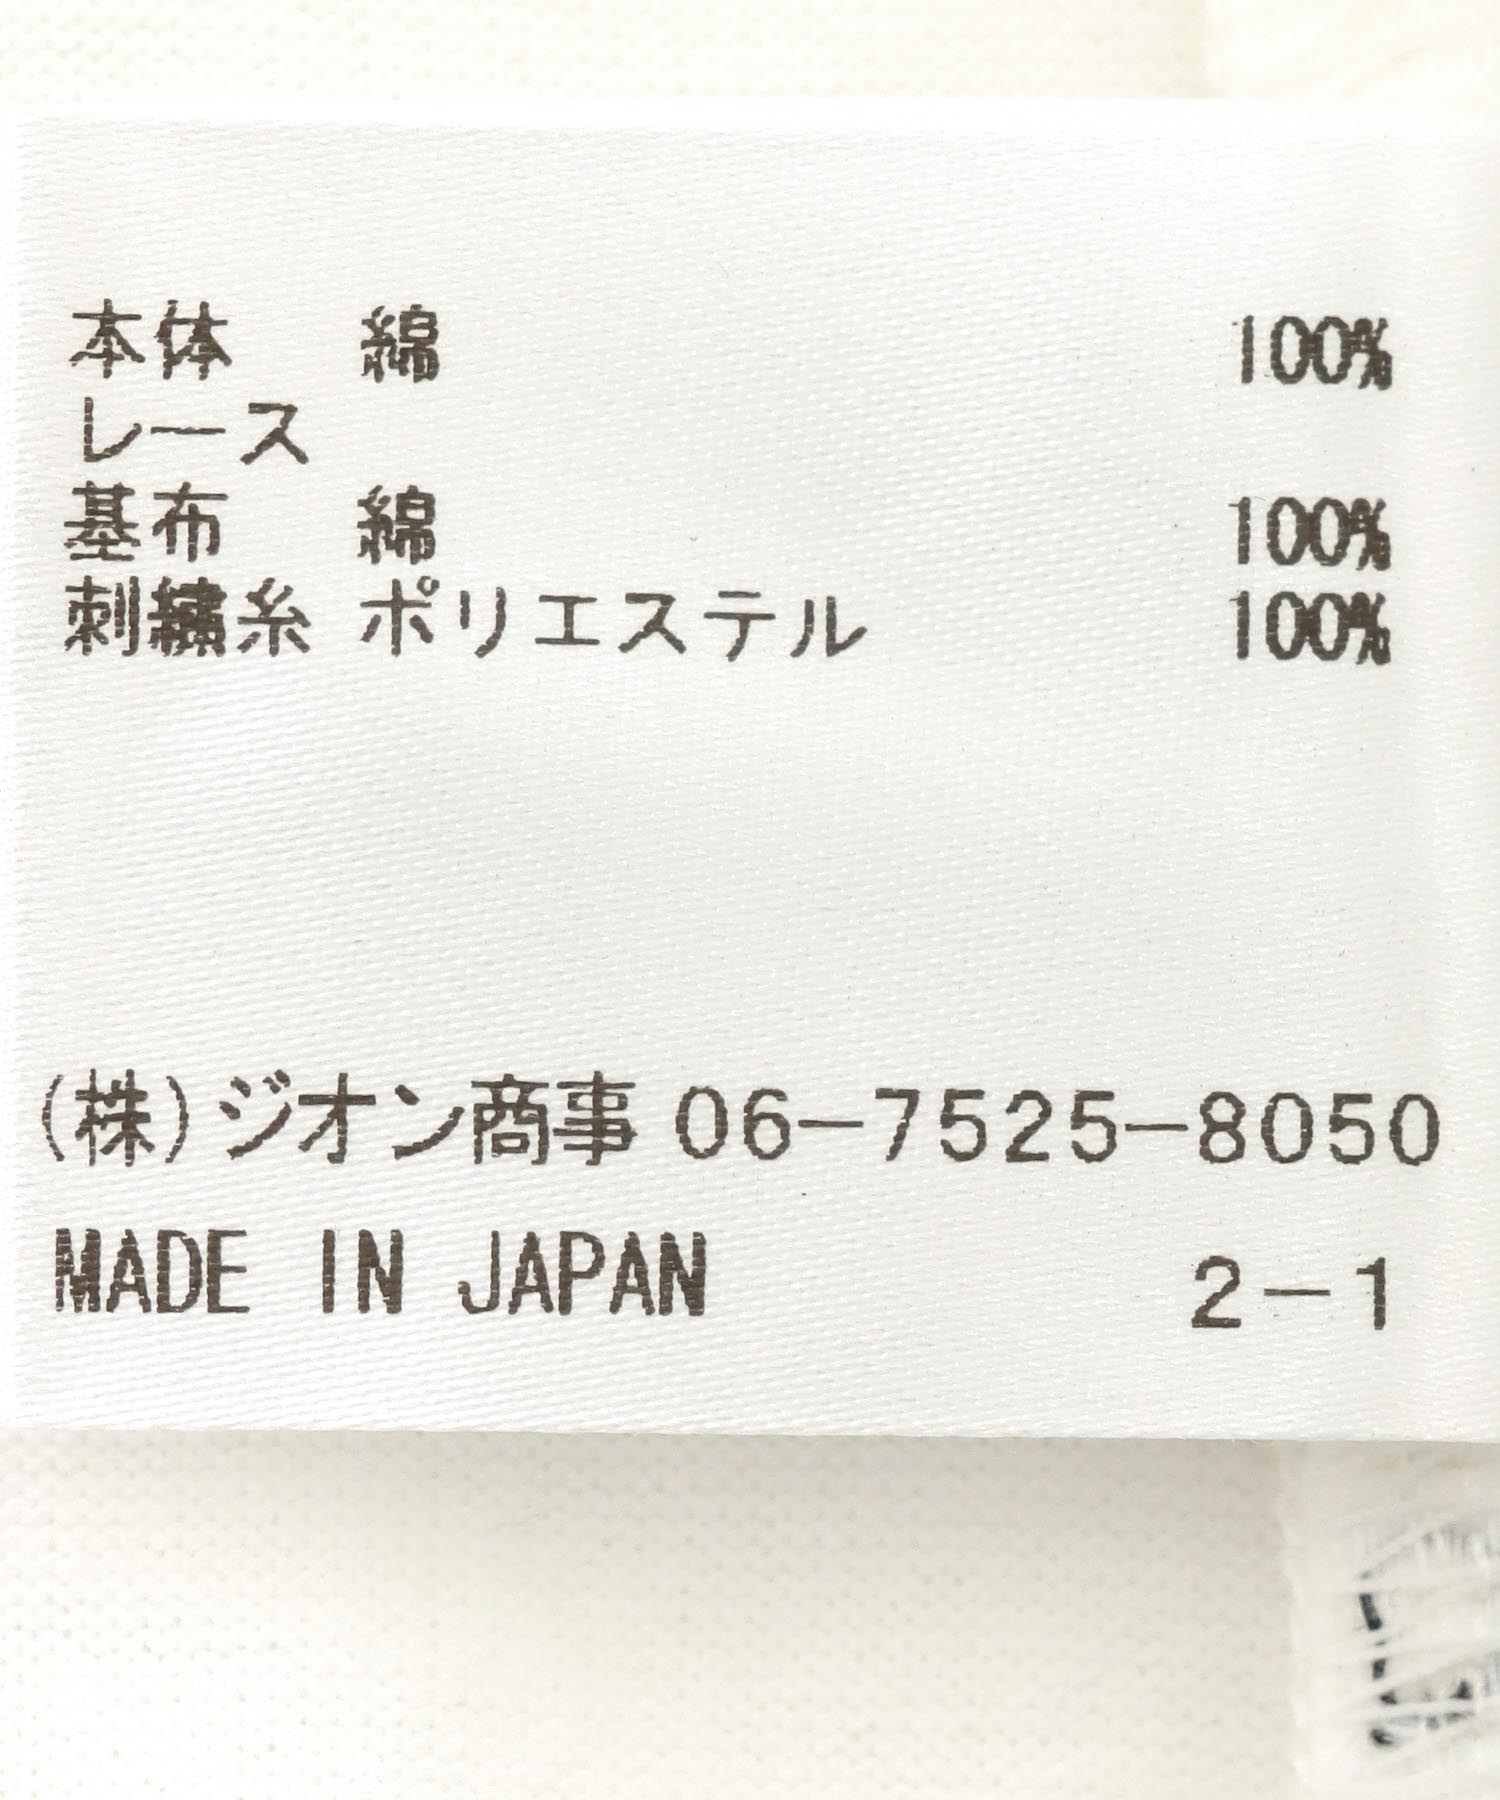 本体 綿 100%
レース
基布 綿 100%
刺繍糸 ポリエステル 100%
(株)ジオン商事 06-7525-8050
MADE IN JAPAN 2-1